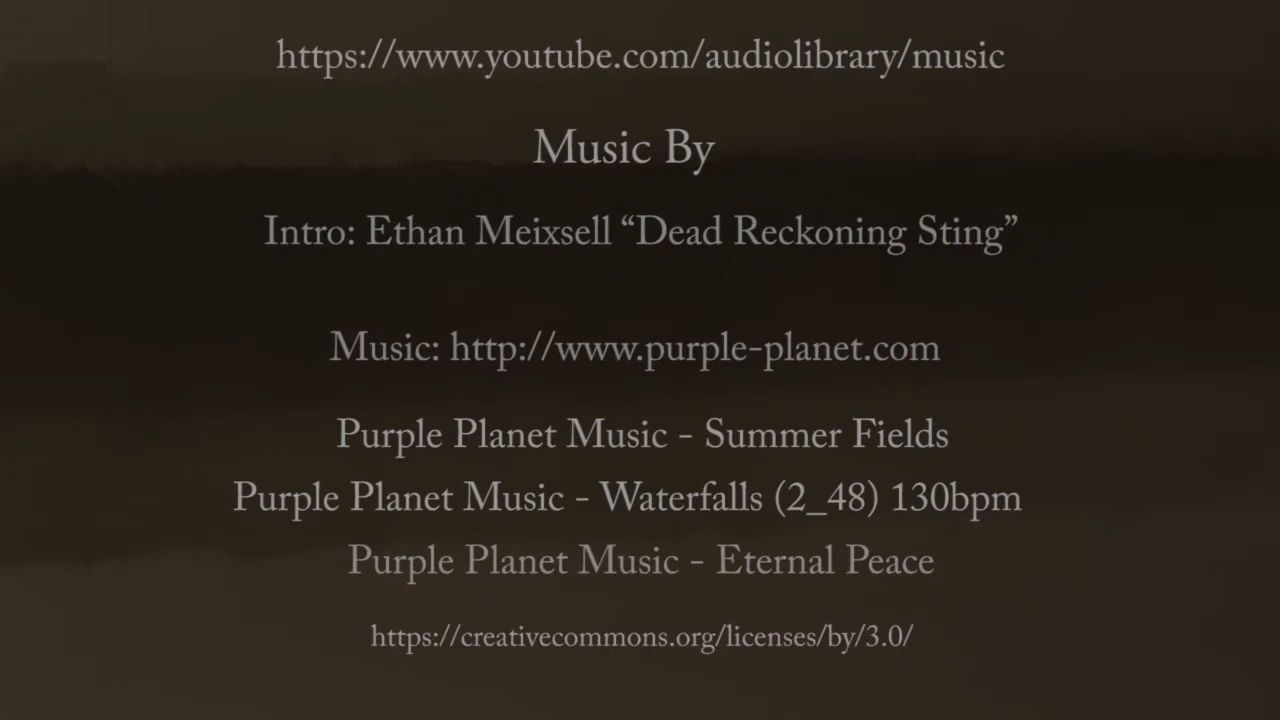 https://www.youtube.com/audiolibrary/music
Music By
Intro: Ethan Meixsell “Dead Reckoning Sting”
Music: http://www.purple-planet.com
Purple Planet Music - Summer Fields
Purple Planet Music - Waterfalls (2_48) 130bpm
Purple Planet Music - Eternal Peace
https://creativecommons.org/licenses/by/3.0/